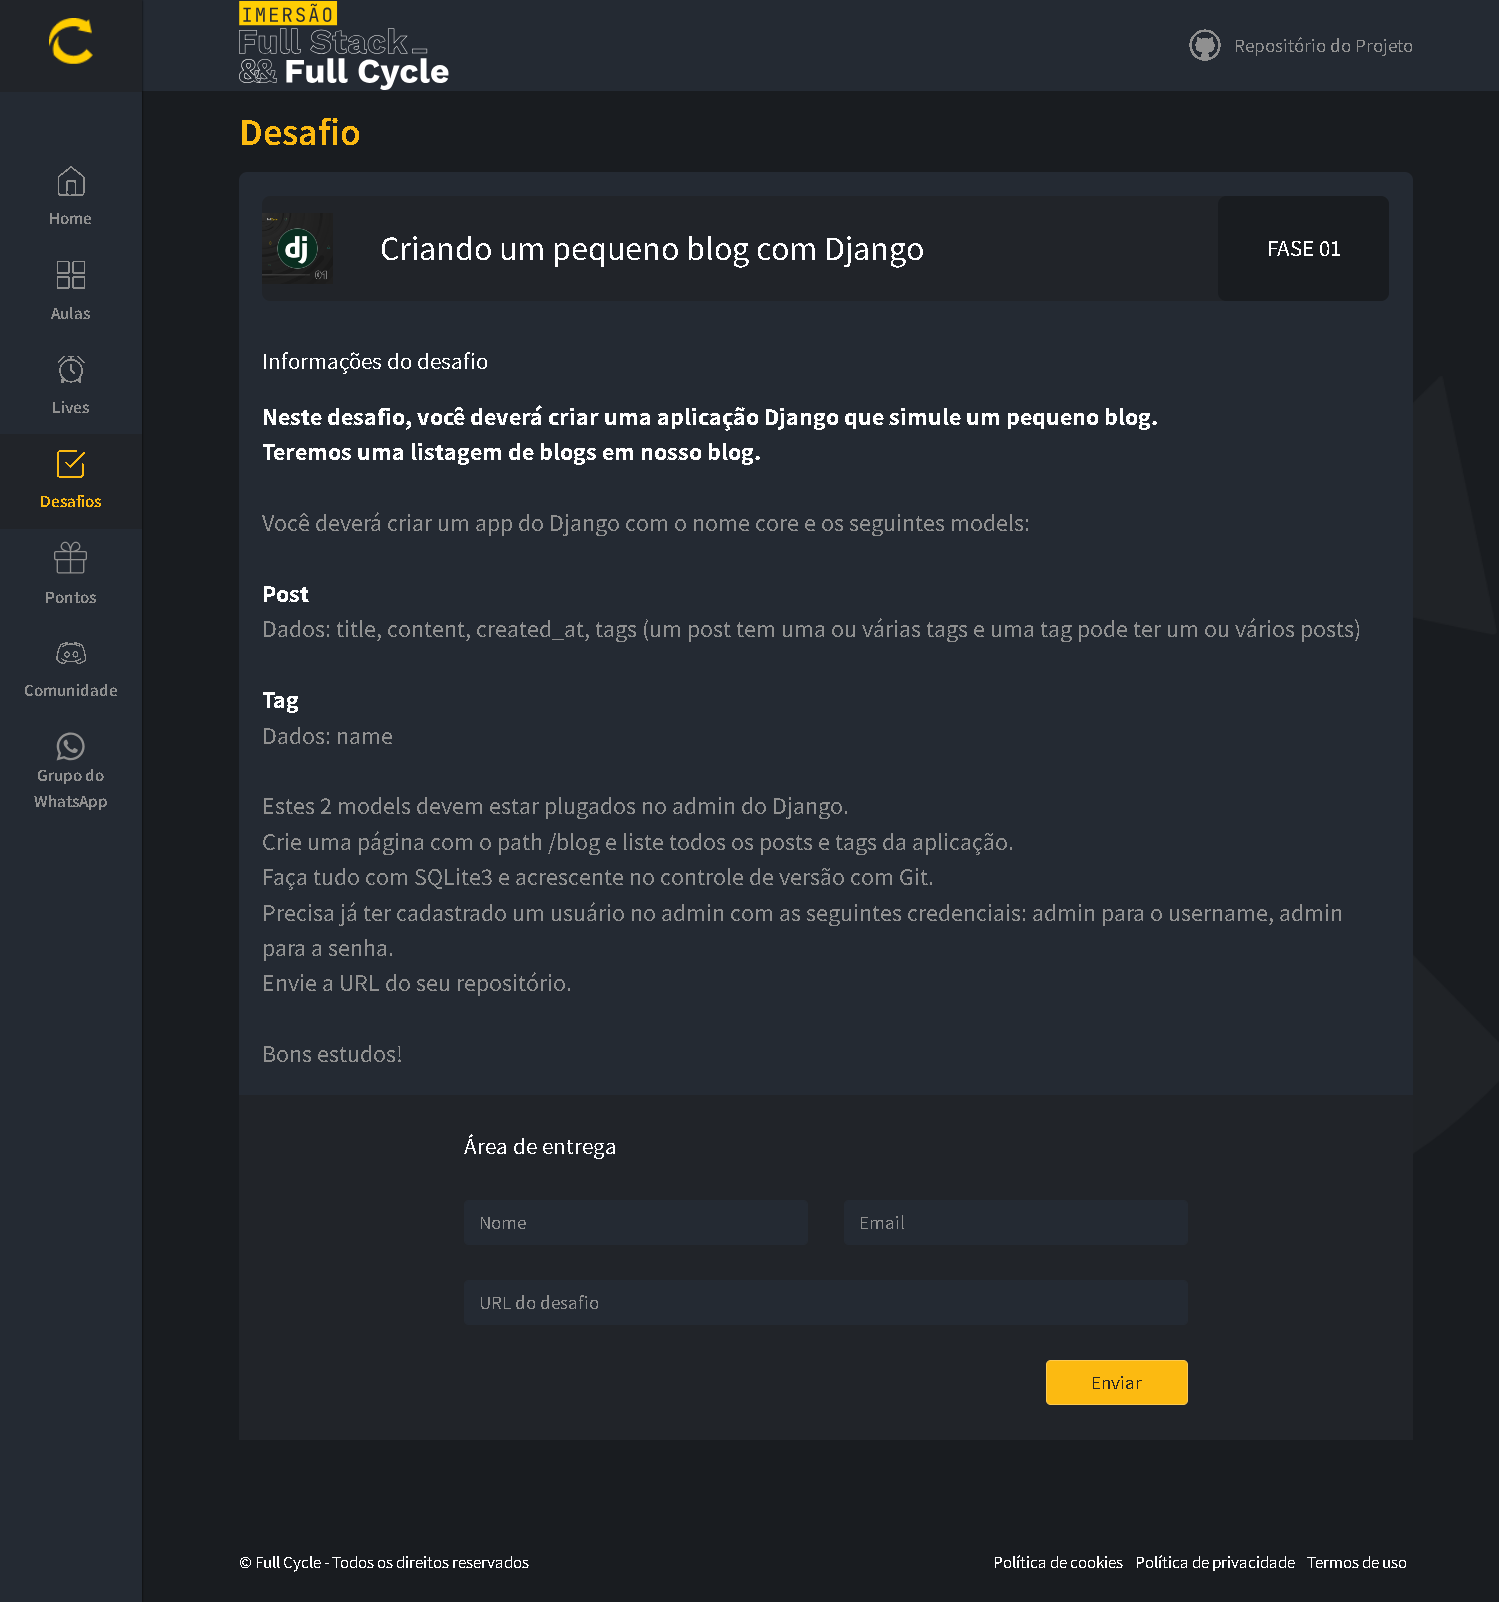 IMERSÃO
Full Stack_
&& Full Cycle
Repositório do Projeto
Home
Aulas
Lives
Desafios
Pontos
Comunidade
Grupo do
WhatsApp
Desafio
dj
01
Criando um pequeno blog com Django
FASE 01
Informações do desafio
Neste desafio, você deverá criar uma aplicação Django que simule um pequeno blog.
Teremos uma listagem de blogs em nosso blog.
Você deverá criar um app do Django com o nome core e os seguintes models:
Post
Dados: title, content, created_at, tags (um post tem uma ou várias tags e uma tag pode ter um ou vários posts)
Tag
Dados: name
Estes 2 models devem estar plugados no admin do Django.
Crie uma página com o path /blog e liste todos os posts e tags da aplicação.
Faça tudo com SQLite3 e acrescente no controle de versão com Git.
Precisa já ter cadastrado um usuário no admin com as seguintes credenciais: admin para o username, admin
para a senha.
Envie a URL do seu repositório.
Bons estudos!
Área de entrega
Nome
Email
URL do desafio
Enviar
© Full Cycle - Todos os direitos reservados
Política de cookies Política de privacidade Termos de uso